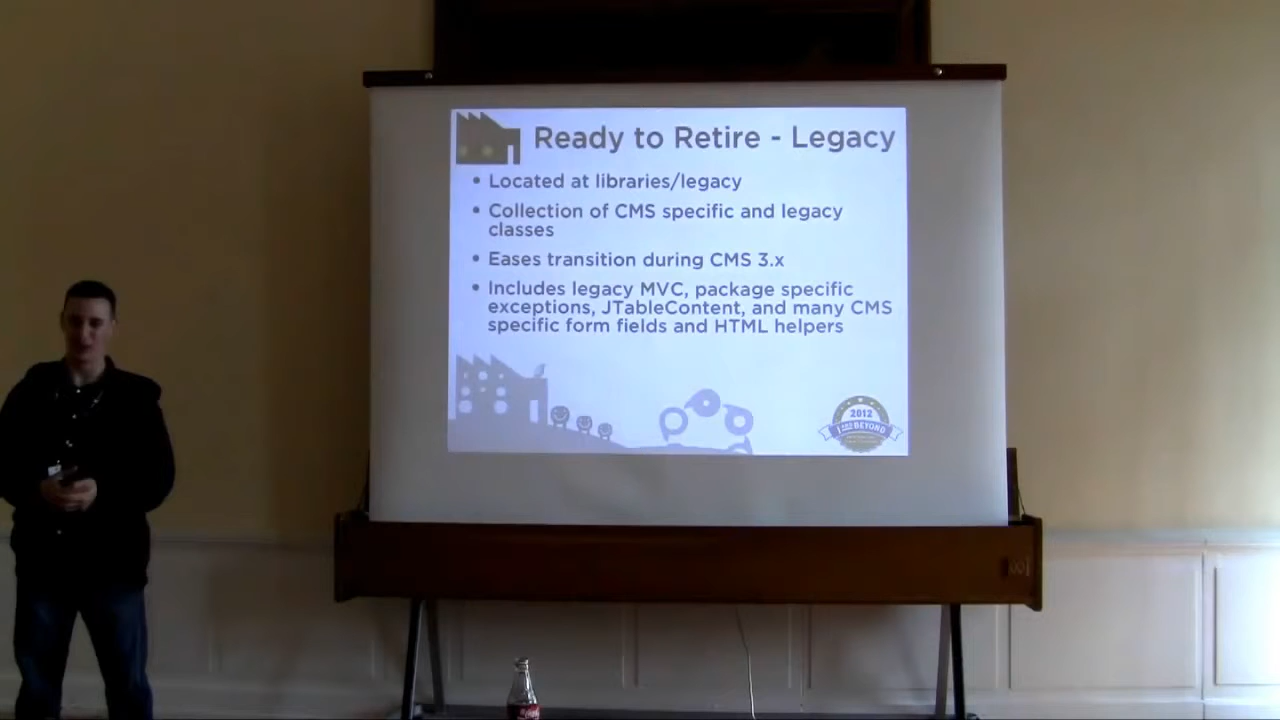 Ready to Retire - Legacy
• Located at libraries/legacy
• Collection of CMS specific and legacy
classes
• Eases transition during CMS 3.x
• Includes legacy MVC, package specific
exceptions, JTableContent, and many CMS
specific form fields and HTML helpers
2012
J AND BEYOND